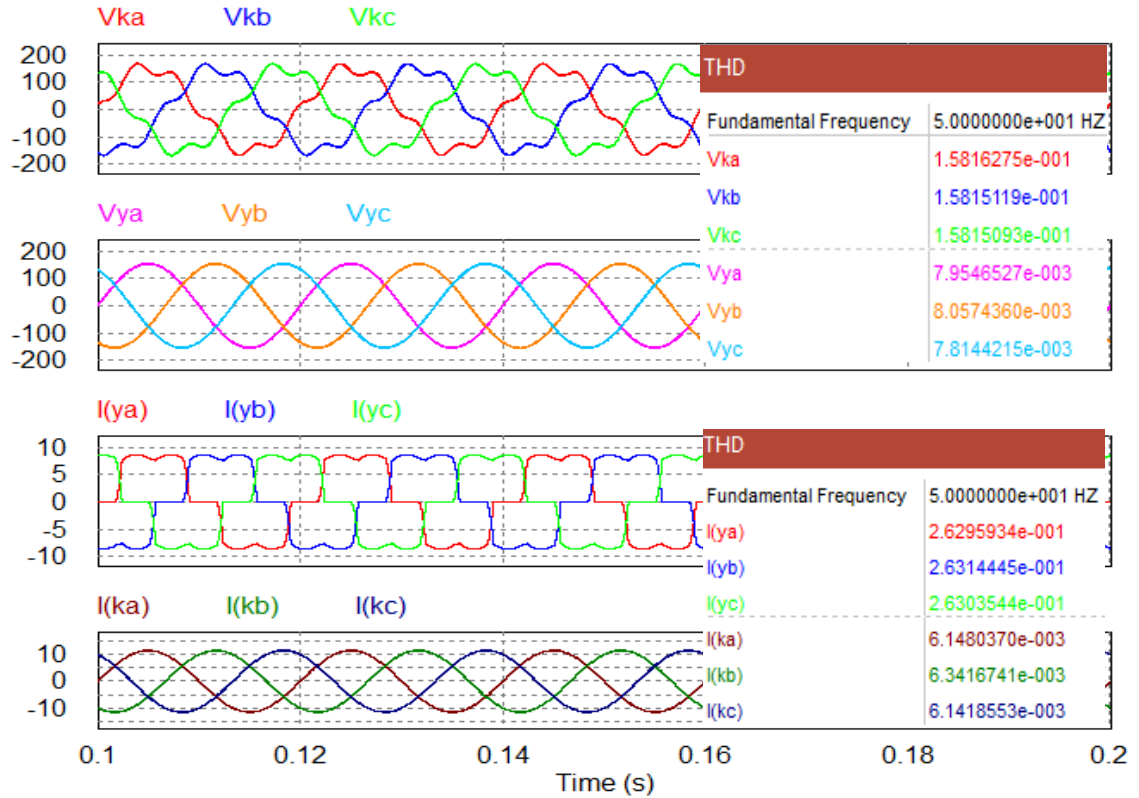 Vka Vkb Vkc
200
100
0
-100
-200
THD
Fundamental Frequency 5.0000000e+001 HZ
Vka 1.5816275e-001
Vkb 1.5815119e-001
Vkc 1.5815093e-001
Vya 7.9546527e-003
Vyb 8.0574360e-003
Vyc 7.8144215e-003
Vya Vyb Vyc
200
100
0
-100
-200
I(ya) I(yb) I(yc)
10
5
0
-5
-10
THD
Fundamental Frequency 5.0000000e+001 HZ
I(ya) 2.6295934e-001
I(yb) 2.6314445e-001
I(yc) 2.6303544e-001
I(ka) 6.1480370e-003
I(kb) 6.3416741e-003
I(kc) 6.1418553e-003
I(ka) I(kb) I(kc)
10
0
-10
0.1 0.12 0.14 0.16 0.18 0.2
Time (s)